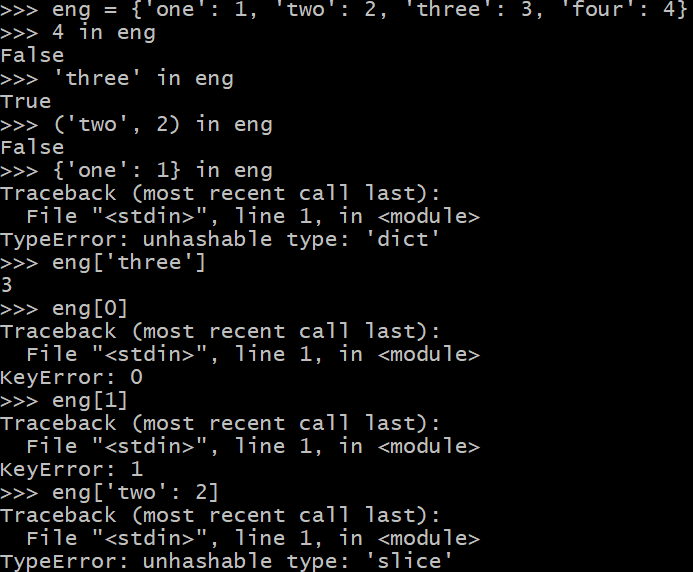 >>> eng = {'one': 1, 'two': 2, 'three': 3, 'four': 4}
>>> 4 in eng
False
>>> 'three' in eng
True
>>> ('two', 2) in eng
False
>>> {'one': 1} in eng
Traceback (most recent call last):
  File "<stdin>", line 1, in <module>
TypeError: unhashable type: 'dict'
>>> eng['three']
3
>>> eng[0]
Traceback (most recent call last):
  File "<stdin>", line 1, in <module>
KeyError: 0
>>> eng[1]
Traceback (most recent call last):
  File "<stdin>", line 1, in <module>
KeyError: 1
>>> eng['two': 2]
Traceback (most recent call last):
  File "<stdin>", line 1, in <module>
TypeError: unhashable type: 'slice'